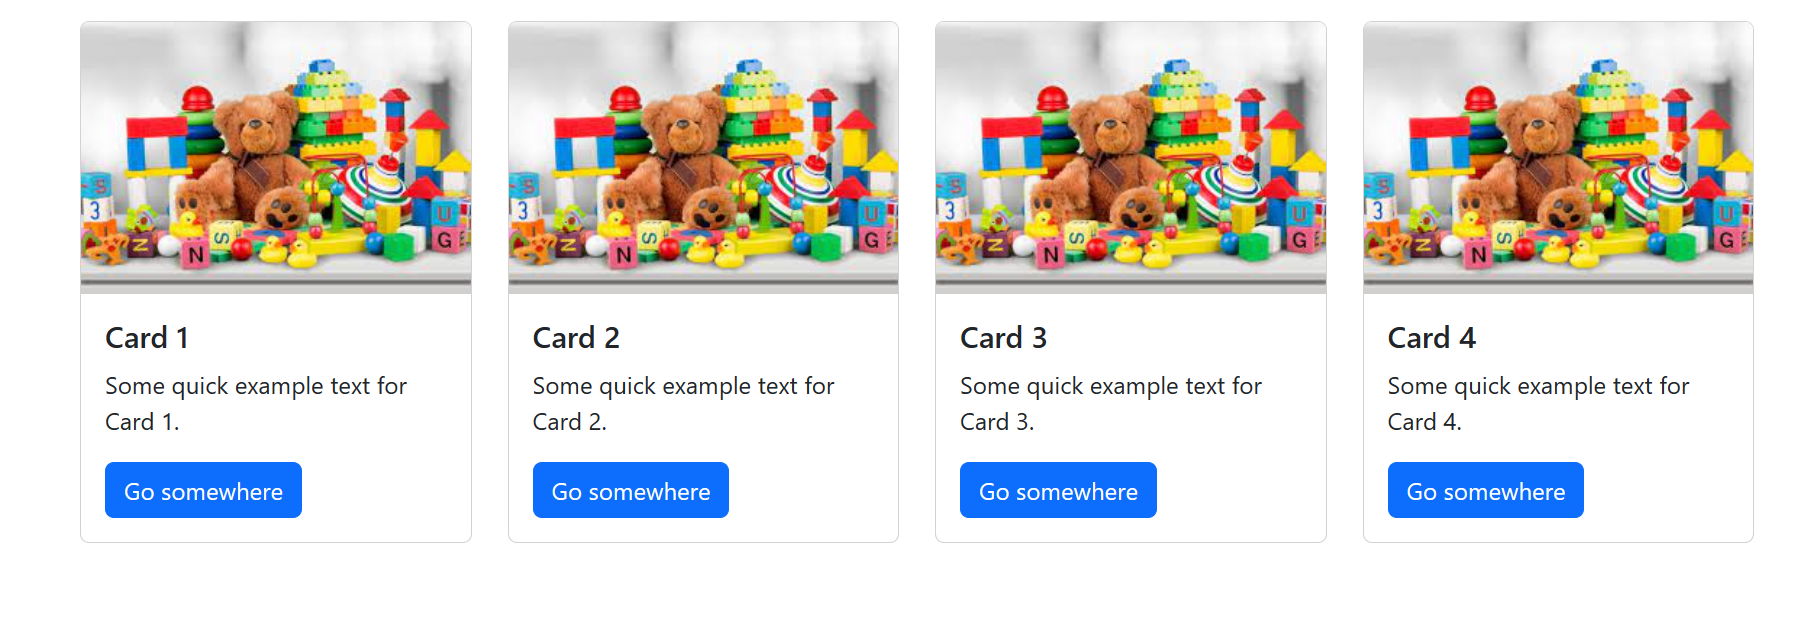 S
3
N
Z
S
U
G
E
S
3
N
Z
S
U
G
E
S
3
N
Z
S
U
G
E
S
3
N
Z
S
U
G
E
Card 1
Some quick example text for
Card 1.
Go somewhere
Card 2
Some quick example text for
Card 2.
Go somewhere
Card 3
Some quick example text for
Card 3.
Go somewhere
Card 4
Some quick example text for
Card 4.
Go somewhere